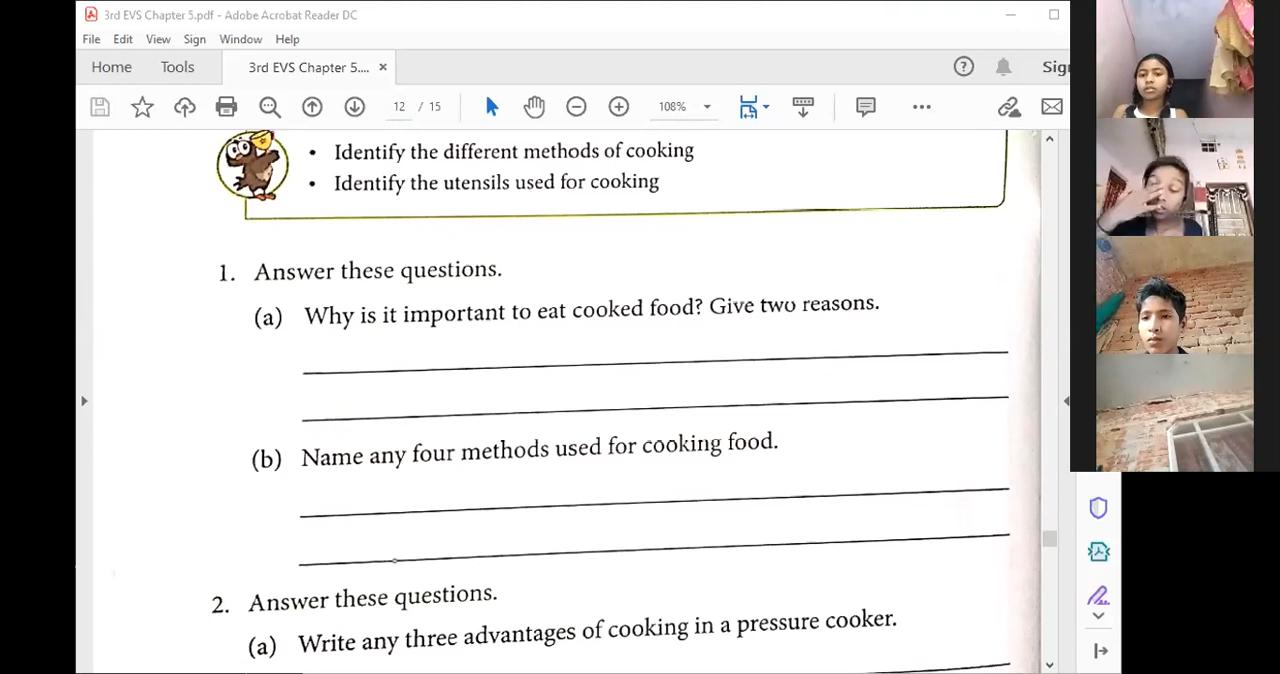 3rd EVS Chapter 5.pdf - Adobe Acrobat Reader DC
File Edit View Sign Window Help
Home Tools 3rd EVS Chapter 5.... × Sign
12 / 15 108%
• Identify the different methods of cooking
• Identify the utensils used for cooking
1. Answer these questions.
(a) Why is it important to eat cooked food? Give two reasons.
(b) Name any four methods used for cooking food.
2. Answer these questions.
(a) Write any three advantages of cooking in a pressure cooker.